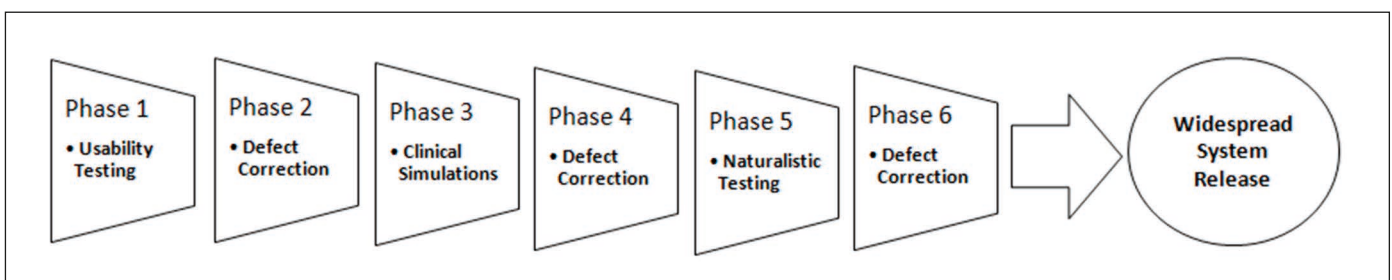 Phase 1
• Usability
Testing
Phase 2
• Defect
Correction
Phase 3
• Clinical
Simulations
Phase 4
• Defect
Correction
Phase 5
• Naturalistic
Testing
Phase 6
• Defect
Correction
Widespread
System
Release